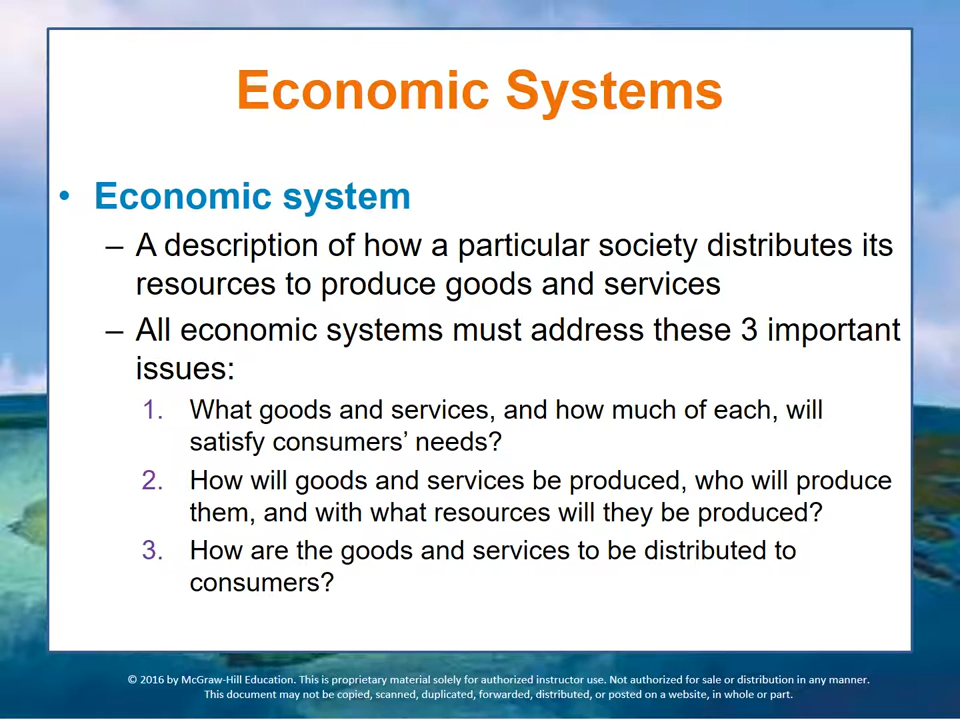 Economic Systems
• Economic system
– A description of how a particular society distributes its
resources to produce goods and services
– All economic systems must address these 3 important
issues:
1. What goods and services, and how much of each, will
satisfy consumers’ needs?
2. How will goods and services be produced, who will produce
them, and with what resources will they be produced?
3. How are the goods and services to be distributed to
consumers?
© 2016 by McGraw-Hill Education. This is proprietary material solely for authorized instructor use. Not authorized for sale or distribution in any manner.
This document may not be copied, scanned, duplicated, forwarded, distributed, or posted on a website, in whole or part.